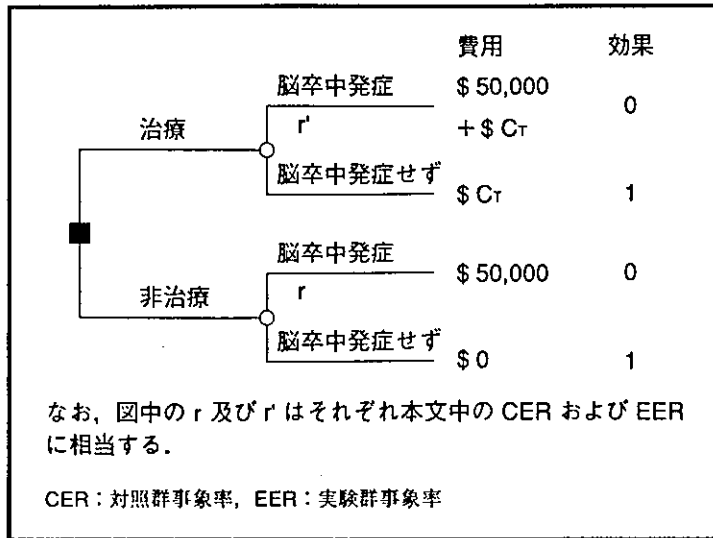 費用 効果
脳卒中発症 $ 50,000 0
治療 r' + $ CT
脳卒中発症せず $ CT 1
脳卒中発症 $ 50,000 0
非治療 r
脳卒中発症せず $ 0 1
なお，図中の r 及び r' はそれぞれ本文中の CER および EER
に相当する．
CER：対照群事象率，EER：実験群事象率